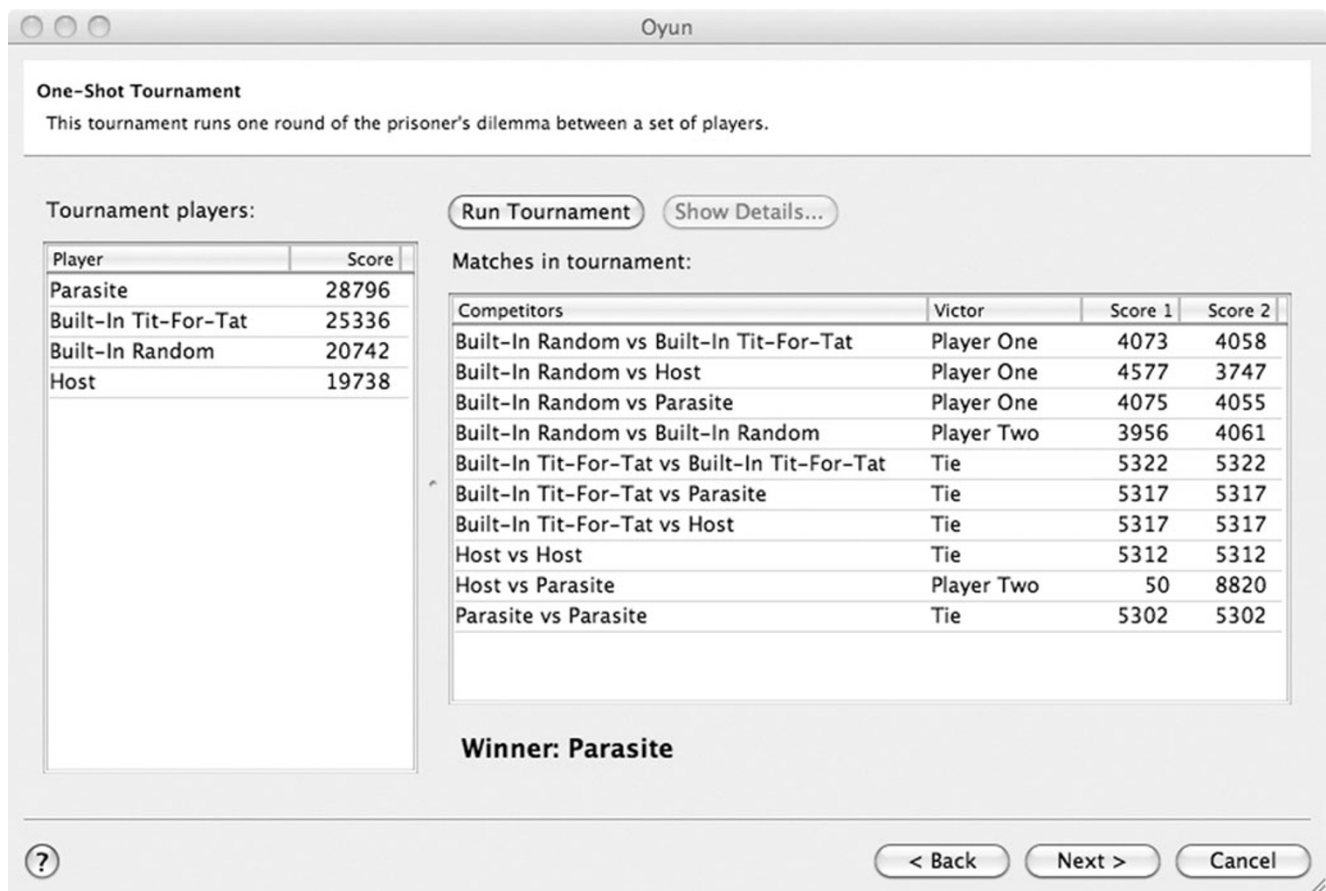 Oyun
One-Shot Tournament
This tournament runs one round of the prisoner's dilemma between a set of players.
Tournament players:
Player Score
Parasite 28796
Built-In Tit-For-Tat 25336
Built-In Random 20742
Host 19738
Run Tournament Show Details...
Matches in tournament:
Competitors Victor Score 1 Score 2
Built-In Random vs Built-In Tit-For-Tat Player One 4073 4058
Built-In Random vs Host Player One 4577 3747
Built-In Random vs Parasite Player One 4075 4055
Built-In Random vs Built-In Random Player Two 3956 4061
Built-In Tit-For-Tat vs Built-In Tit-For-Tat Tie 5322 5322
Built-In Tit-For-Tat vs Parasite Tie 5317 5317
Built-In Tit-For-Tat vs Host Tie 5317 5317
Host vs Host Tie 5312 5312
Host vs Parasite Player Two 50 8820
Parasite vs Parasite Tie 5302 5302
Winner: Parasite
? < Back Next > Cancel